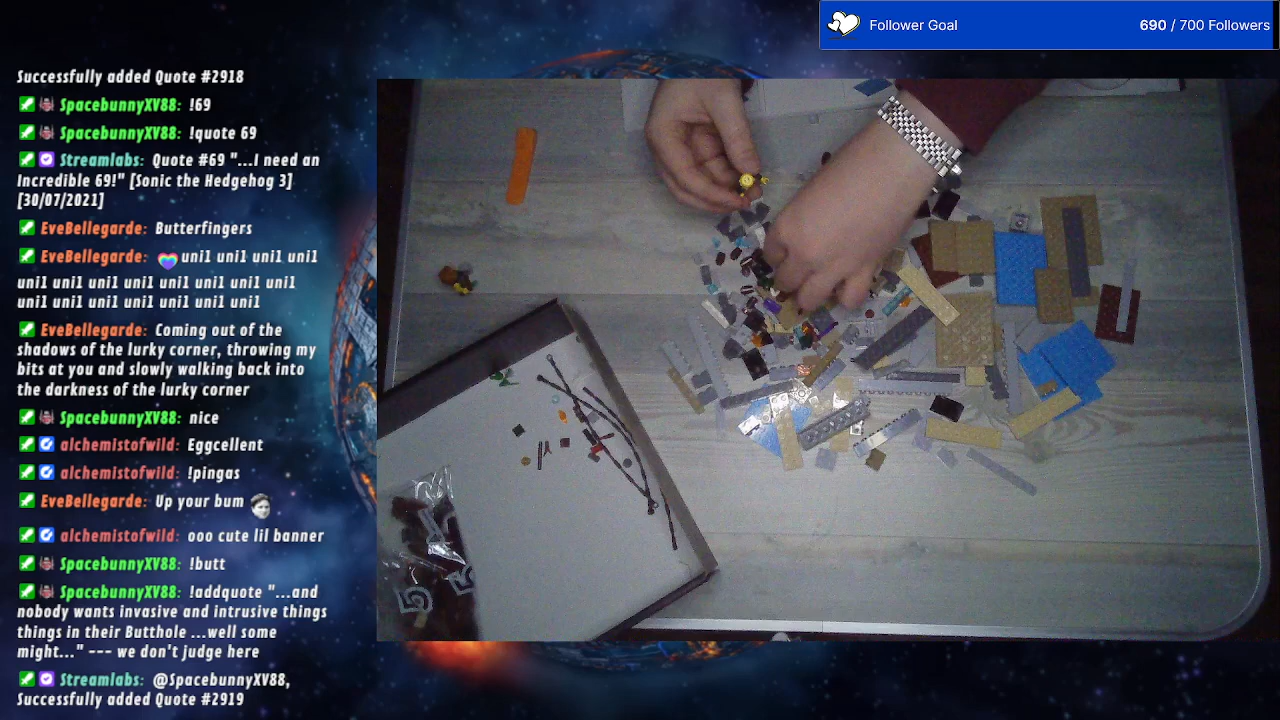 Follower Goal
690 / 700 Followers
Successfully added Quote #2918
SpacebunnyXV88: !69
SpacebunnyXV88: !quote 69
Streamlabs: Quote #69 "...I need an
Incredible 69!" [Sonic the Hedgehog 3]
[30/07/2021]
EveBellegarde: Butterfingers
EveBellegarde: uni1 uni1 uni1 uni1
uni1 uni1 uni1 uni1 uni1 uni1 uni1 uni1
uni1 uni1 uni1 uni1 uni1 uni1 uni1
EveBellegarde: Coming out of the
shadows of the lurky corner, throwing my
bits at you and slowly walking back into
the darkness of the lurky corner
SpacebunnyXV88: nice
alchemistofwild: Eggcellent
alchemistofwild: !pingas
EveBellegarde: Up your bum
alchemistofwild: ooo cute lil banner
SpacebunnyXV88: !butt
SpacebunnyXV88: !addquote "...and
nobody wants invasive and intrusive things
things in their Butthole ...well some
might..." --- we don't judge here
Streamlabs: @SpacebunnyXV88,
Successfully added Quote #2919
5